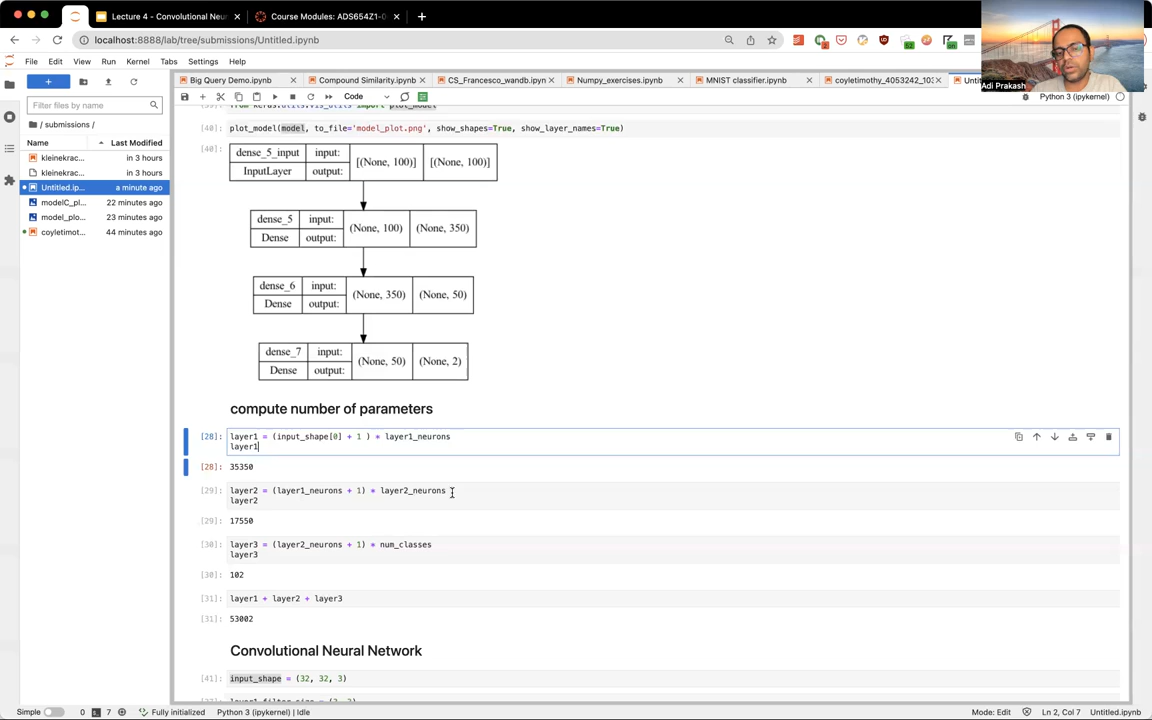 Lecture 4 - Convolutional Neur
Course Modules: ADS654Z1-0
localhost:8888/lab/tree/submissions/Untitled.ipynb
Adi Prakash
File Edit View Run Kernel Tabs Settings Help
Big Query Demo.ipynb
Compound Similarity.ipynb
CS_Francesco_wandb.ipyn
Numpy_exercises.ipynb
MNIST classifier.ipynb
coyletimothy_4053242_103
Code
Python 3 (ipykernel)
Filter files by name
/ submissions /
Name Last Modified
kleinekrac... in 3 hours
kleinekrac... in 3 hours
Untitled.ip... a minute ago
modelC_pl... 22 minutes ago
model_plo... 23 minutes ago
coyletimot... 44 minutes ago
[40]: plot_model(model, to_file='model_plot.png', show_shapes=True, show_layer_names=True)
[40]:
dense_5_input input: [(None, 100)] [(None, 100)]
InputLayer output:
dense_5 input: (None, 100) (None, 350)
Dense output:
dense_6 input: (None, 350) (None, 50)
Dense output:
dense_7 input: (None, 50) (None, 2)
Dense output:
compute number of parameters
[28]: layer1 = (input_shape[0] + 1 ) * layer1_neurons
layer1
[28]: 35350
[29]: layer2 = (layer1_neurons + 1) * layer2_neurons
layer2
[29]: 17550
[30]: layer3 = (layer2_neurons + 1) * num_classes
layer3
[30]: 102
[31]: layer1 + layer2 + layer3
[31]: 53002
Convolutional Neural Network
[41]: input_shape = (32, 32, 3)
Simple 0 7 Fully initialized Python 3 (ipykernel) | Idle Mode: Edit Ln 2, Col 7 Untitled.ipynb